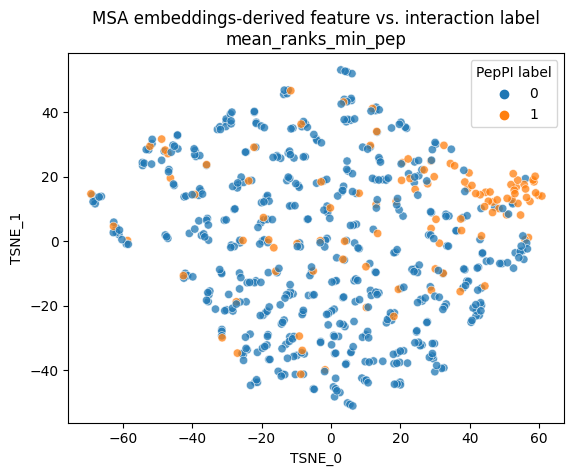 MSA embeddings-derived feature vs. interaction label
mean_ranks_min_pep
PepPI label
0
1
TSNE_1
40
20
0
−20
−40
−60
−40
−20
0
20
40
60
TSNE_0